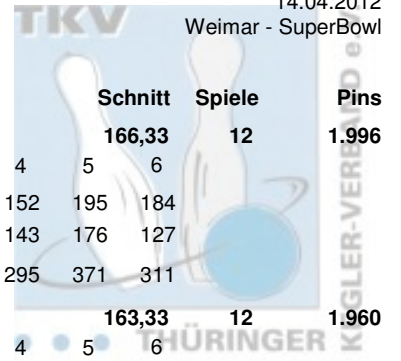 TKV
14.04.2012
Weimar - SuperBowl
Schnitt Spiele Pins
166,33 12 1.996
4 5 6
152 195 184
143 176 127
295 371 311
163,33 12 1.960
THÜRINGER
4 5 6
KEGLER-VERBAND e.V.